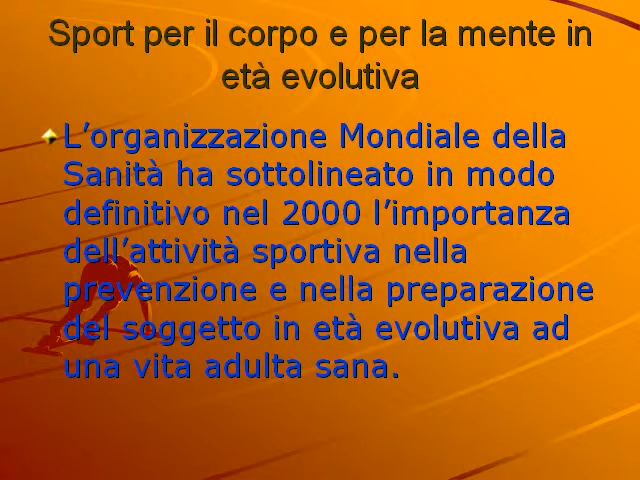 Sport per il corpo e per la mente in
età evolutiva
L'organizzazione Mondiale della
Sanità ha sottolineato in modo
definitivo nel 2000 l'importanza
dell'attività sportiva nella
prevenzione e nella preparazione
del soggetto in età evolutiva ad
una vita adulta sana.